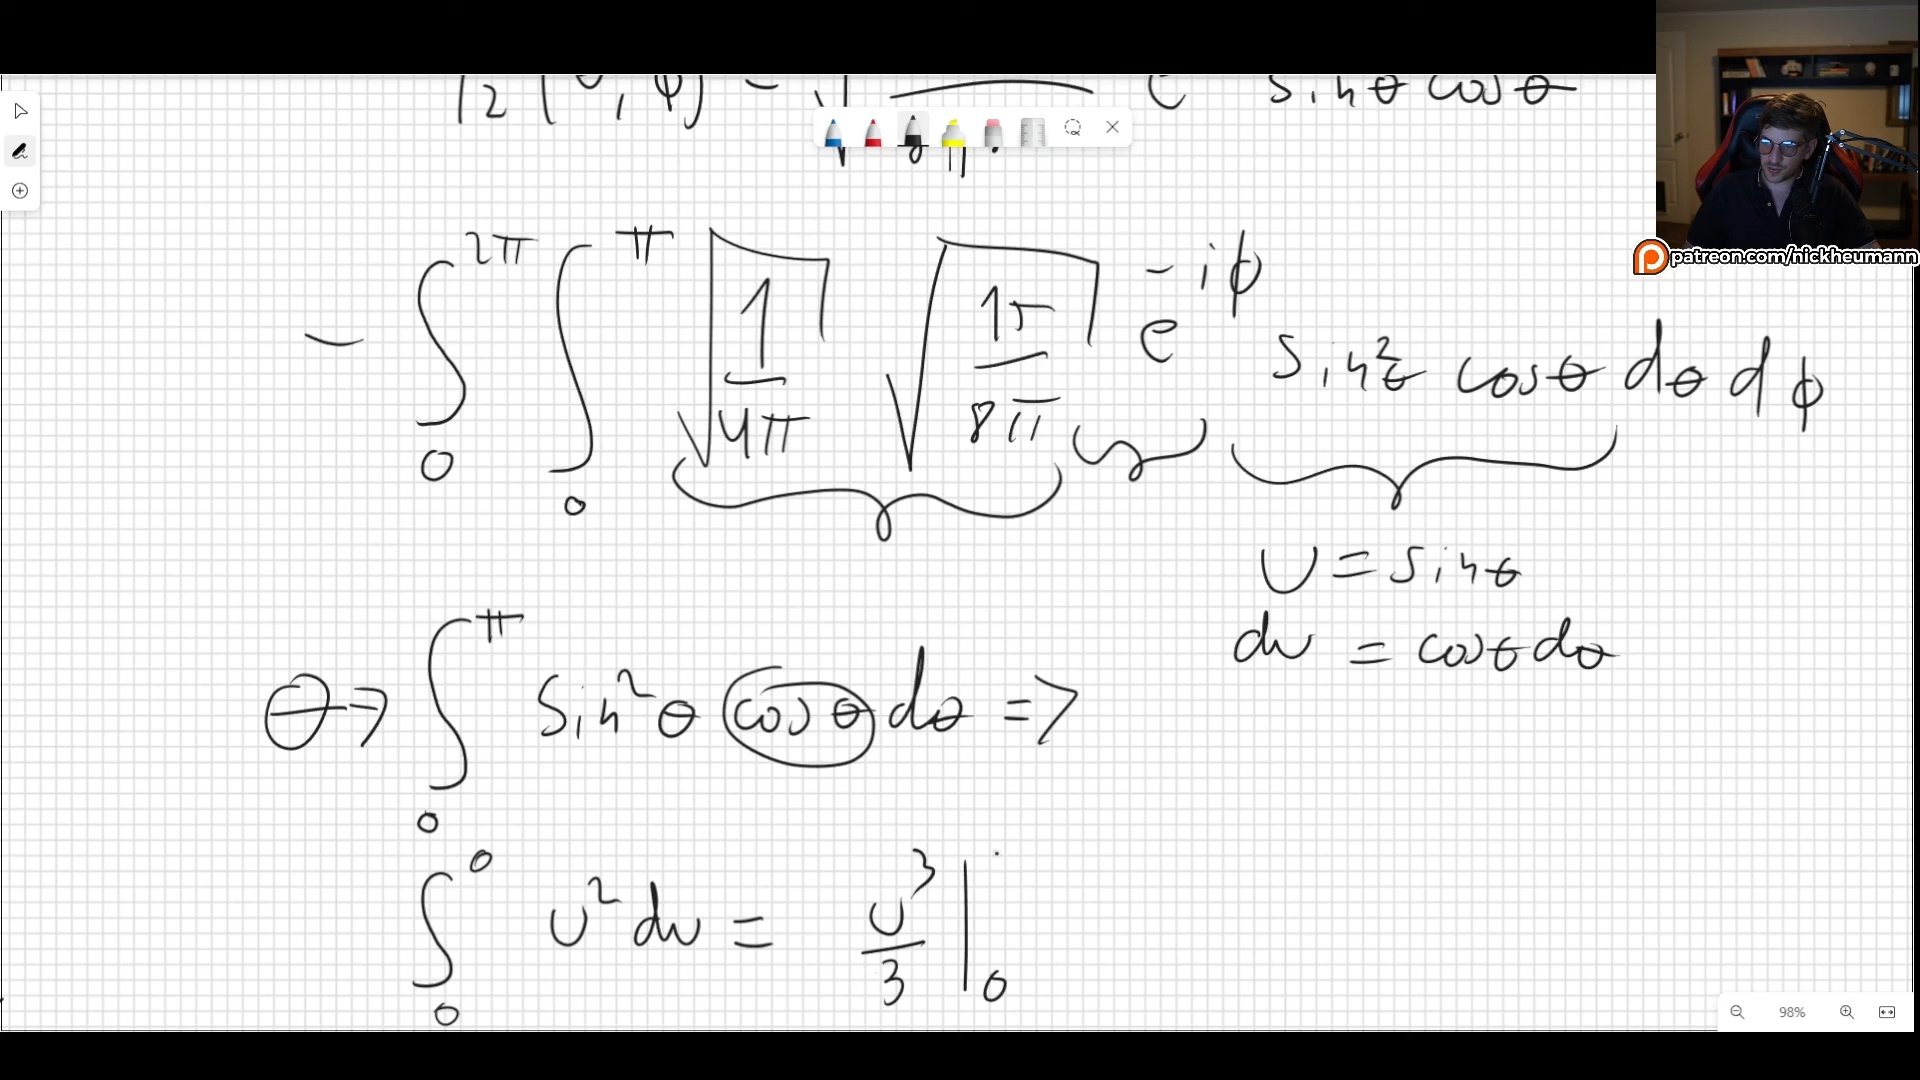 sinθ cosθ
patreon.com/nickheumann
- ∫₀^2π ∫₀^π √(1/4π) √(15/8π) e^-iφ sin²θ cosθ dθ dφ
U = sinθ
du = cosθ dθ
θ => ∫₀^π sin²θ cosθ dθ =>
∫₀^0 u² du = u³/3 |₀
98%